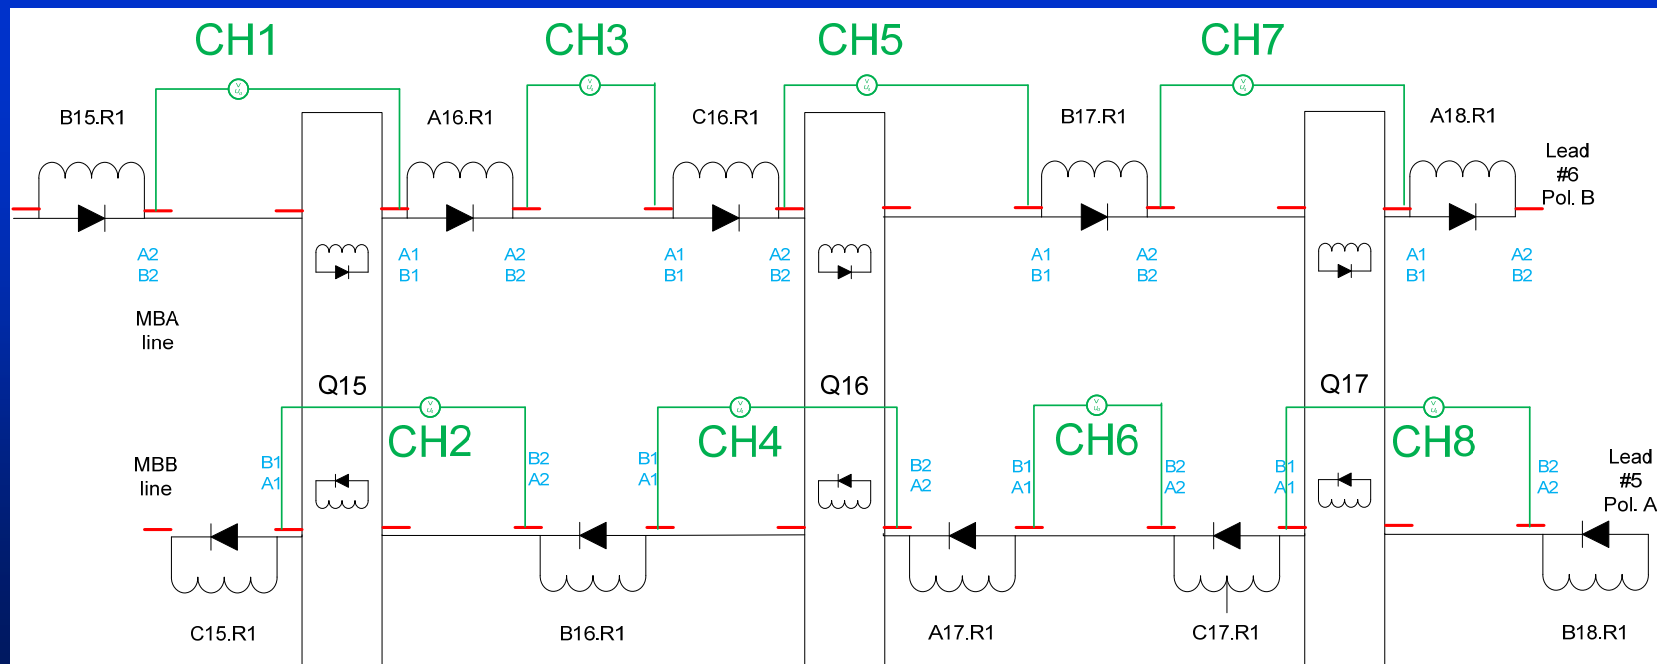 CH1
CH3
CH5
CH7
B15.R1
A16.R1
C16.R1
B17.R1
A18.R1
Lead
#6
Pol. B
A2
B2
A1
B1
A2
B2
A1
B1
A2
B2
A1
B1
A2
B2
A1
B1
A2
B2
MBA
line
Q15
Q16
Q17
CH2
CH4
CH6
CH8
MBB
line
B1
A1
B2
A2
B1
A1
B2
A2
B1
A1
B2
A2
B1
A1
B2
A2
Lead
#5
Pol. A
C15.R1
B16.R1
A17.R1
C17.R1
B18.R1